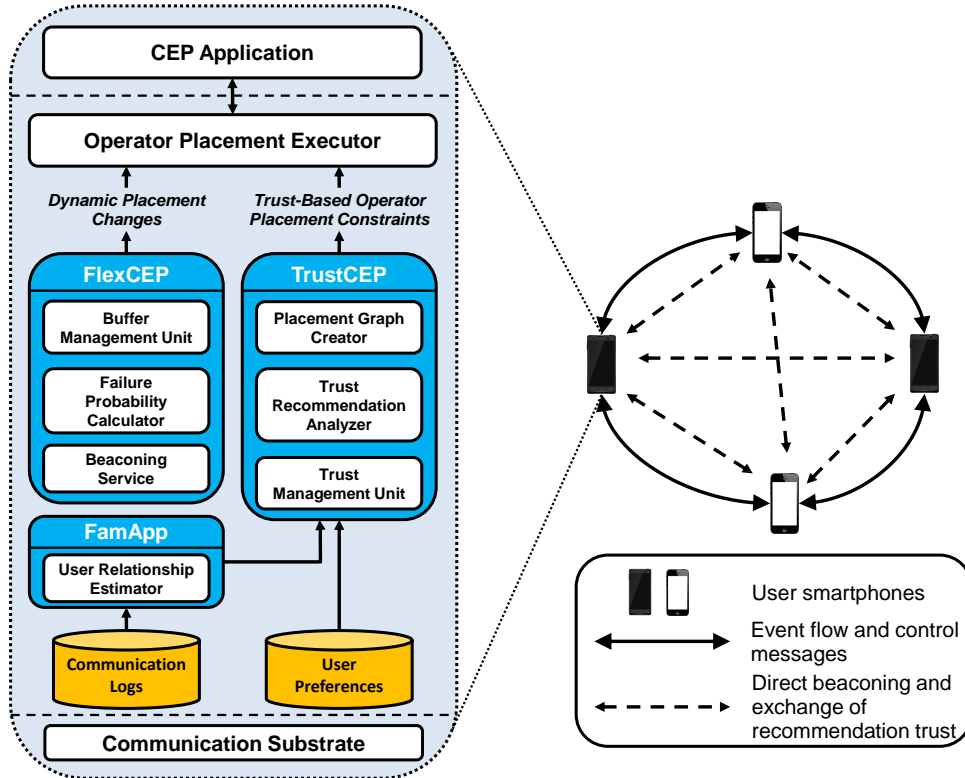 CEP Application
Operator Placement Executor
Dynamic Placement
Changes
Trust-Based Operator
Placement Constraints
FlexCEP
Buffer
Management Unit
Failure
Probability
Calculator
Beaconing
Service
TrustCEP
Placement Graph
Creator
Trust
Recommendation
Analyzer
Trust
Management Unit
FamApp
User Relationship
Estimator
Communication
Logs
User
Preferences
Communication Substrate
User smartphones
Event flow and control
messages
Direct beaconing and
exchange of
recommendation trust